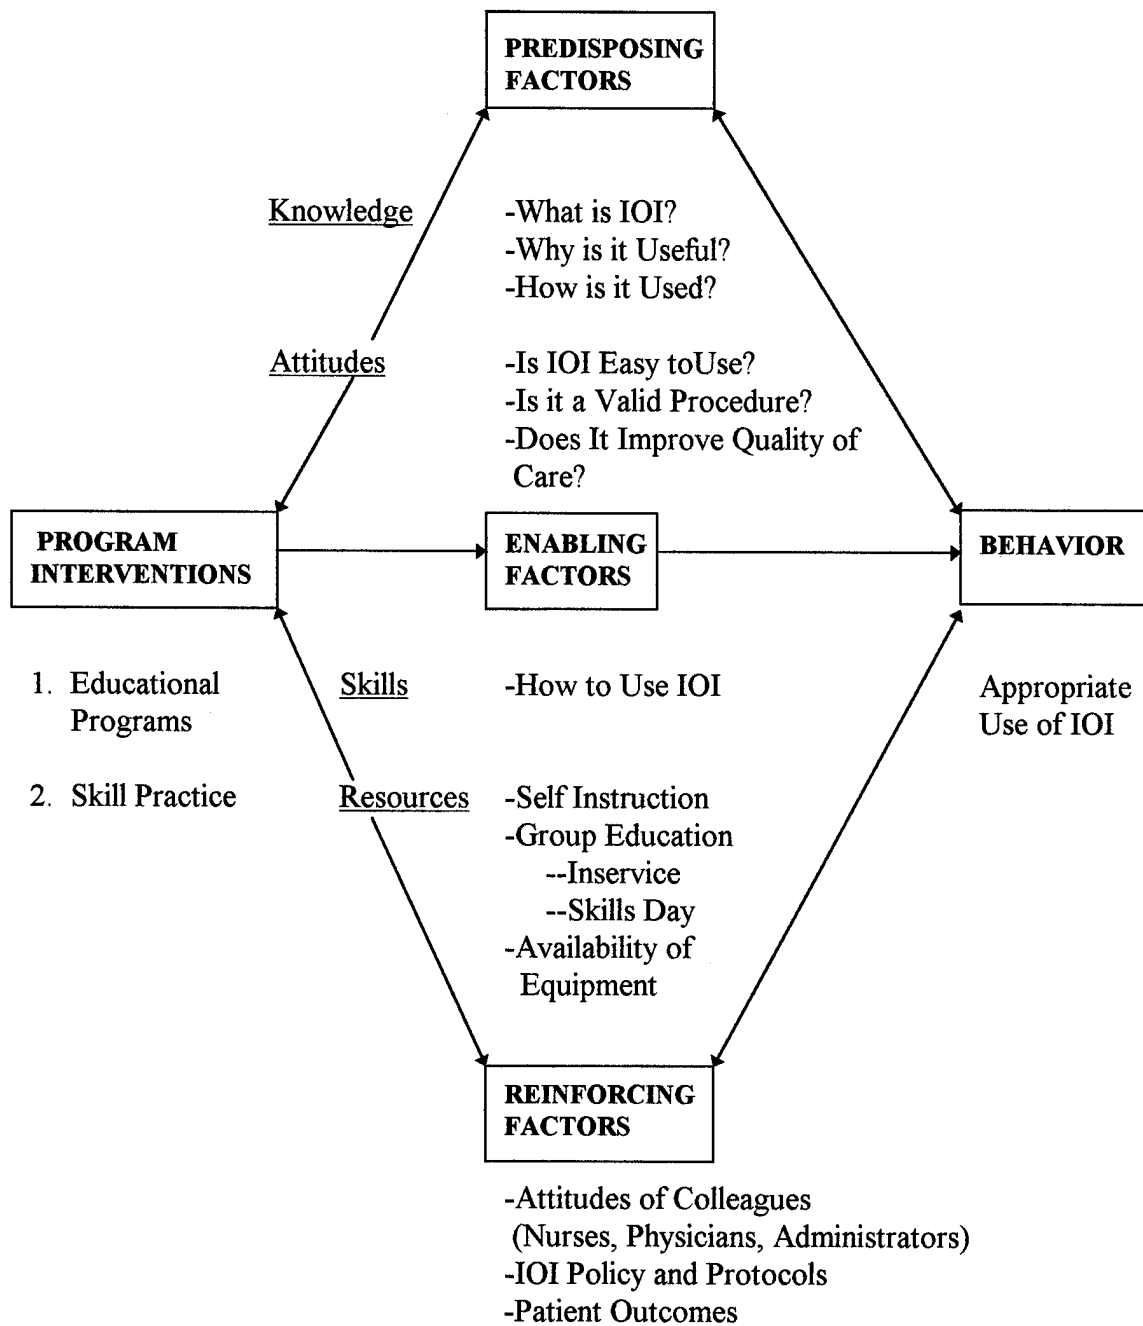 PREDISPOSING
FACTORS
Knowledge
-What is IOI?
-Why is it Useful?
-How is it Used?
Attitudes
-Is IOI Easy toUse?
-Is it a Valid Procedure?
-Does It Improve Quality of
Care?
PROGRAM
INTERVENTIONS
1. Educational
Programs
2. Skill Practice
ENABLING
FACTORS
Skills
-How to Use IOI
Resources
-Self Instruction
-Group Education
--Inservice
--Skills Day
-Availability of
Equipment
BEHAVIOR
Appropriate
Use of IOI
REINFORCING
FACTORS
-Attitudes of Colleagues
(Nurses, Physicians, Administrators)
-IOI Policy and Protocols
-Patient Outcomes